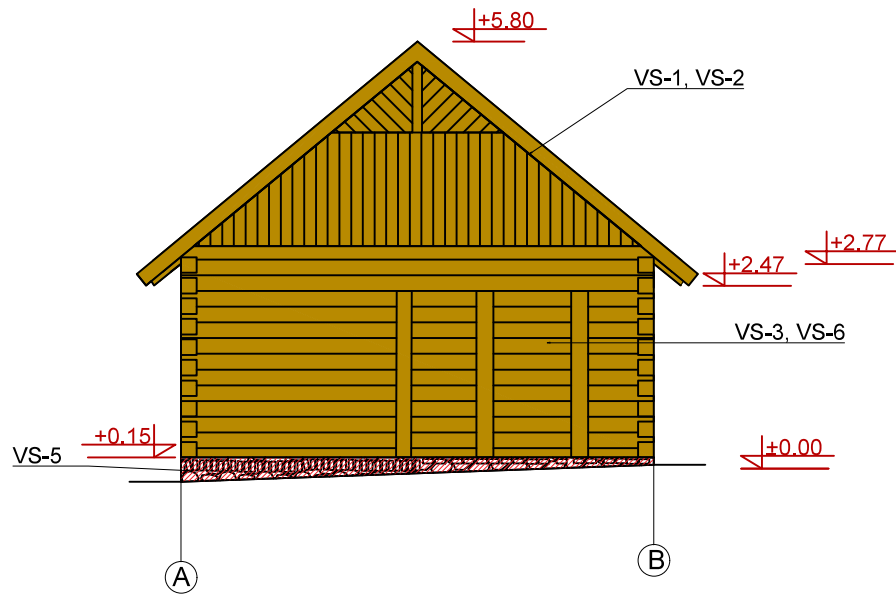 +5.80
VS-1, VS-2
+2.77
+2.47
VS-3, VS-6
+0.15
±0.00
VS-5
A
B